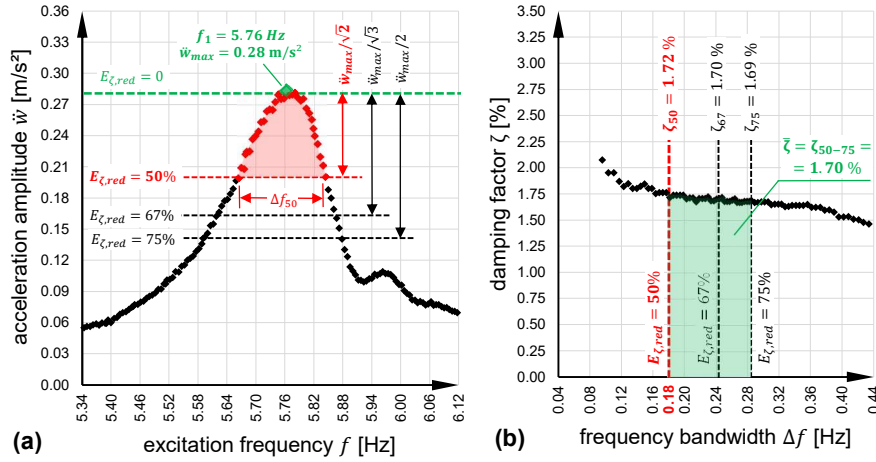 acceleration amplitude ẅ [m/s²]
0.36
0.33
0.30
0.27
0.24
0.21
0.18
0.15
0.12
0.09
0.06
0.03
0.00
f₁ = 5.76 Hz
ẅmax = 0.28 m/s²
Eζ,red = 0
ẅmax/√2
ẅmax/√3
ẅmax/2
Eζ,red = 50%
Δf₅₀
Eζ,red = 67%
Eζ,red = 75%
5.34
5.40
5.46
5.52
5.58
5.64
5.70
5.76
5.82
5.88
5.94
6.00
6.06
6.12
(a)
excitation frequency f [Hz]
damping factor ζ [%]
3.50
3.25
3.00
2.75
2.50
2.25
2.00
1.75
1.50
1.25
1.00
0.75
0.50
0.25
0.00
ζ₅₀ = 1.72 %
ζ₆₇ = 1.70 %
ζ₇₅ = 1.69 %
ζ̄ = ζ₅₀₋₇₅ =
= 1.70 %
Eζ,red = 50%
Eζ,red = 67%
Eζ,red = 75%
0.04
0.08
0.12
0.16
0.18
0.20
0.24
0.28
0.32
0.36
0.40
0.44
(b)
frequency bandwidth Δf [Hz]